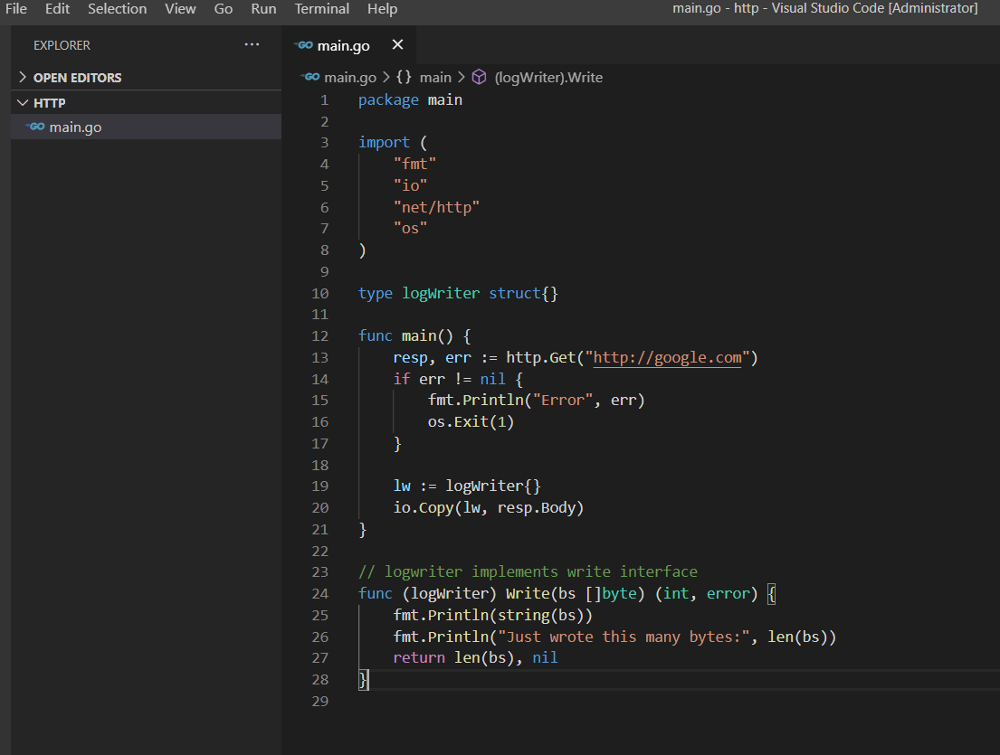 File Edit Selection View Go Run Terminal Help main.go - http - Visual Studio Code [Administrator]
EXPLORER ···
OPEN EDITORS
HTTP
GO main.go
GO main.go
GO main.go > {} main > (logWriter).Write
1 package main
2
3 import (
4 "fmt"
5 "io"
6 "net/http"
7 "os"
8 )
9
10 type logWriter struct{}
11
12 func main() {
13 resp, err := http.Get("http://google.com")
14 if err != nil {
15 fmt.Println("Error", err)
16 os.Exit(1)
17 }
18
19 lw := logWriter{}
20 io.Copy(lw, resp.Body)
21 }
22
23 // logwriter implements write interface
24 func (logWriter) Write(bs []byte) (int, error) {
25 fmt.Println(string(bs))
26 fmt.Println("Just wrote this many bytes:", len(bs))
27 return len(bs), nil
28 }
29